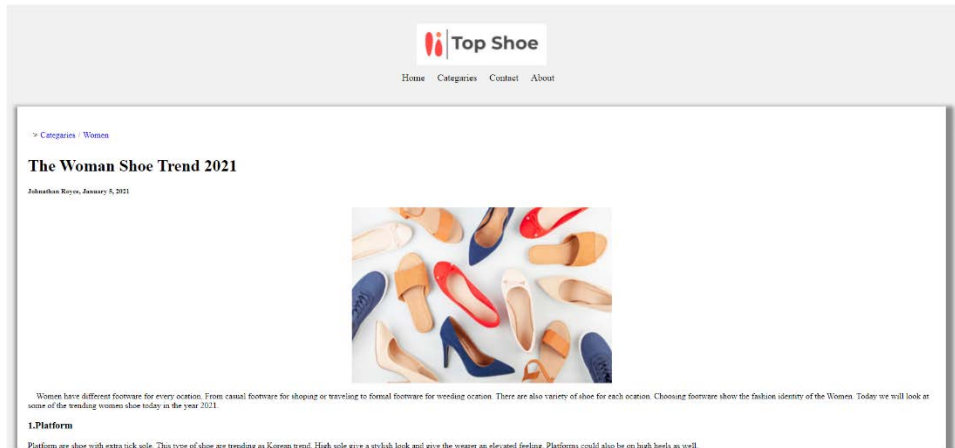 Top Shoe
Home Categaries Contact About
> Categaries / Women
The Woman Shoe Trend 2021
Johnathan Royce, January 5, 2021
Women have different footware for every ocation. From casual footware for shoping or traveling to formal footware for weeding ocation. There are also variety of shoe for each ocation. Choosing footware show the fashion identity of the Women. Today we will look at
some of the trending women shoe today in the year 2021.
1.Platform
Platform are shoe with extra tick sole. This type of shoe are trending as Korean trend. High sole give a stylish look and give the wearer an elevated feeling. Platforms could also be on high heels as well.